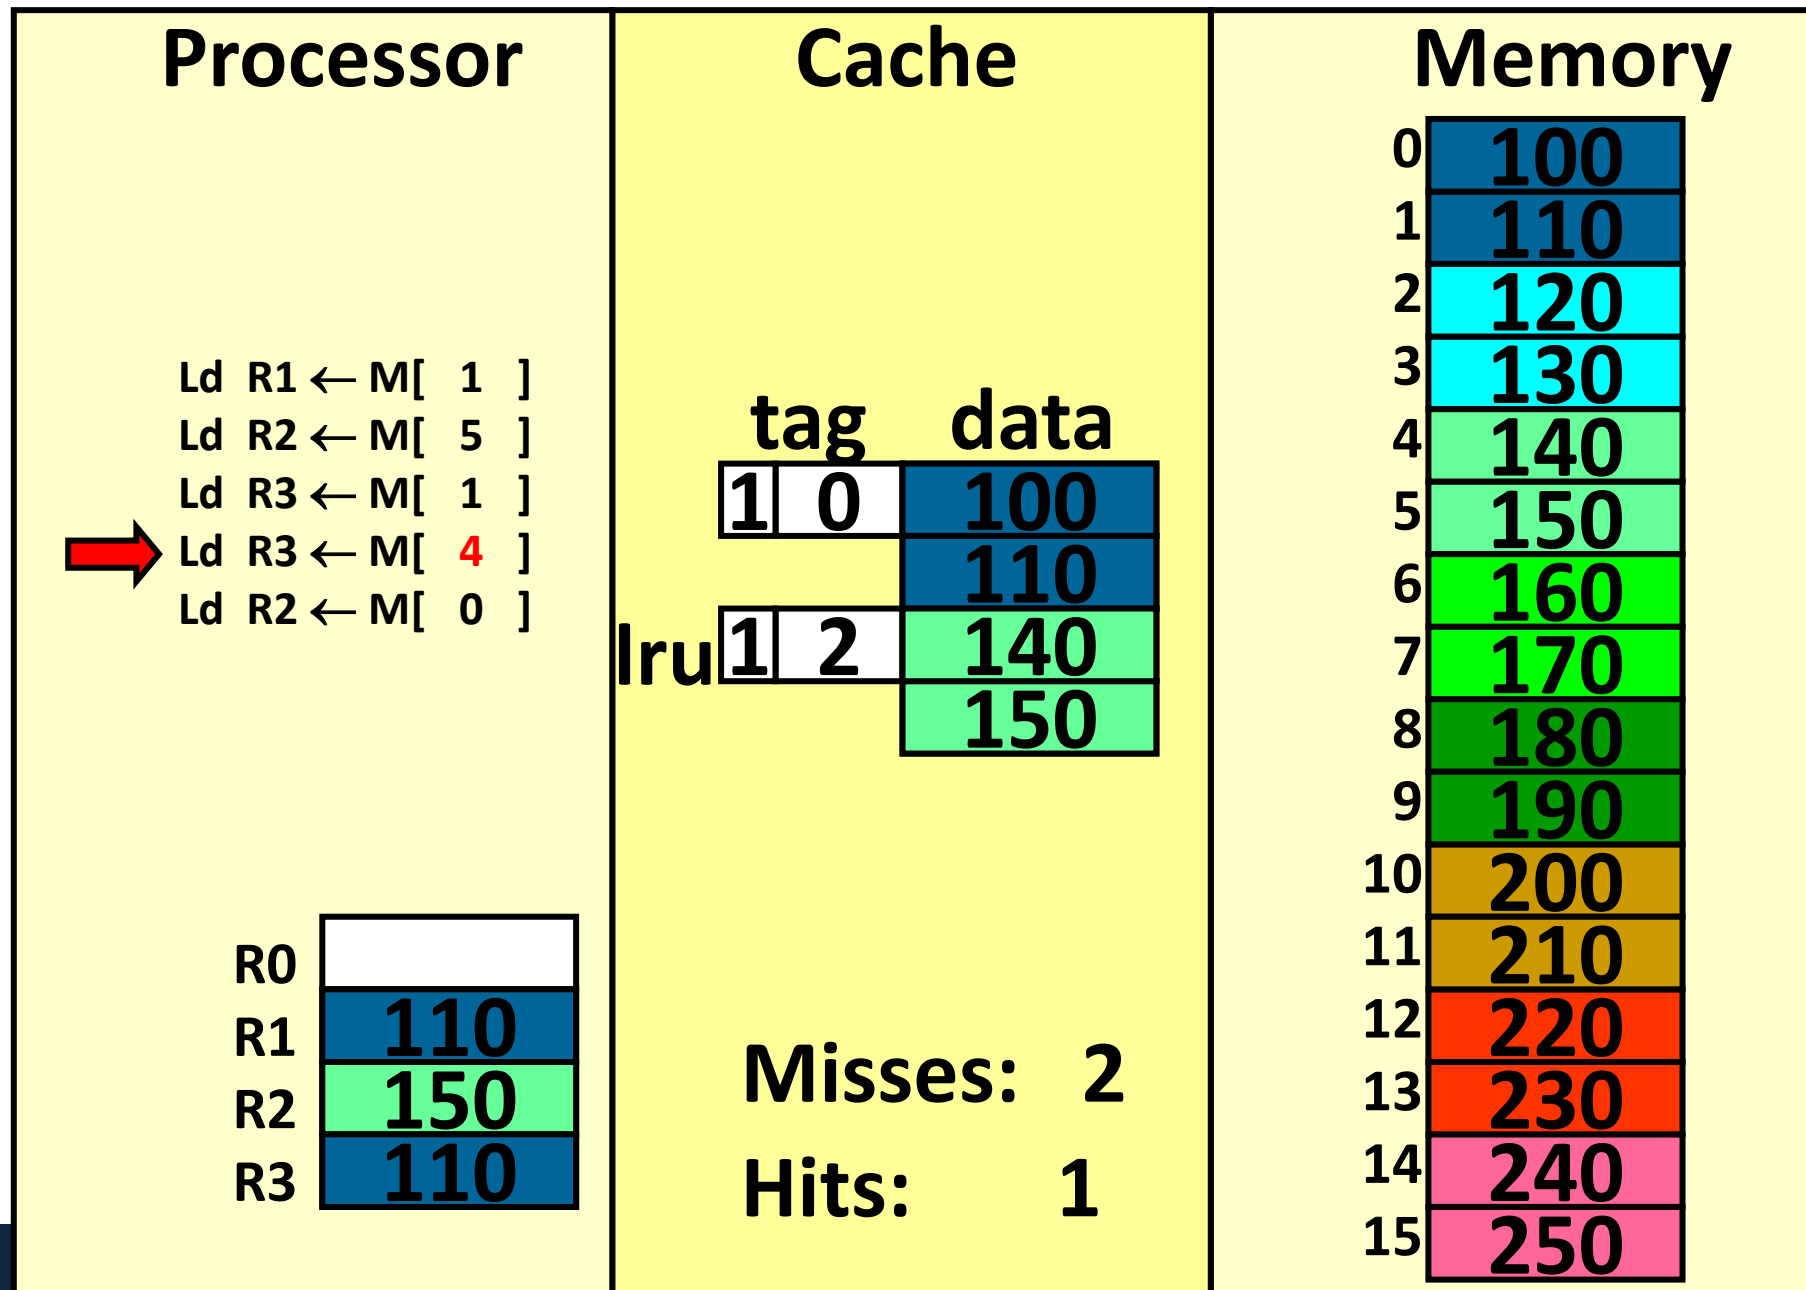 Processor
Cache
Memory
Ld R1 ← M[ 1 ]
Ld R2 ← M[ 5 ]
Ld R3 ← M[ 1 ]
Ld R3 ← M[ 4 ]
Ld R2 ← M[ 0 ]
R0
R1 110
R2 150
R3 110
tag data
1 0 100
110
lru 1 2 140
150
Misses: 2
Hits: 1
0 100
1 110
2 120
3 130
4 140
5 150
6 160
7 170
8 180
9 190
10 200
11 210
12 220
13 230
14 240
15 250